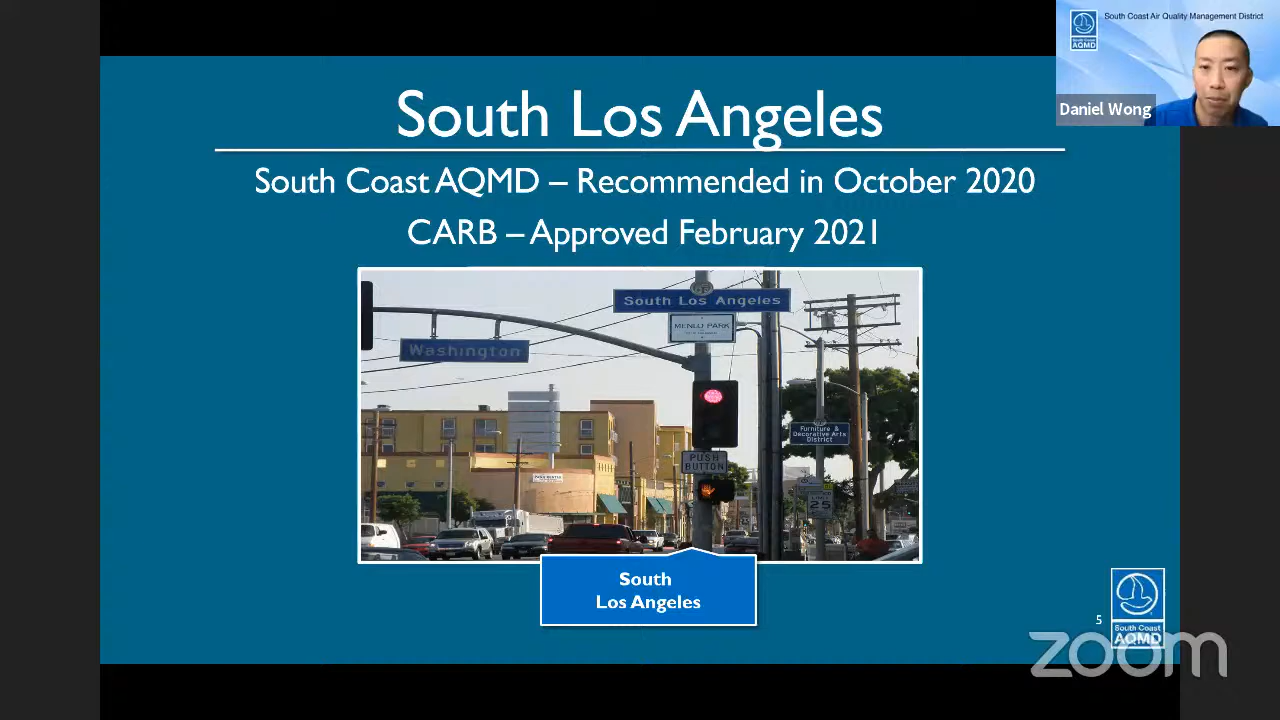 South Coast Air Quality Management District
South Coast
AQMD
Daniel Wong
South Los Angeles
South Coast AQMD – Recommended in October 2020
CARB – Approved February 2021
South Los Angeles
MENLO PARK
Washington
Furniture &
Decorative Arts
District
PUSH
BUTTON
25
South
Los Angeles
5
South Coast
AQMD
zoom